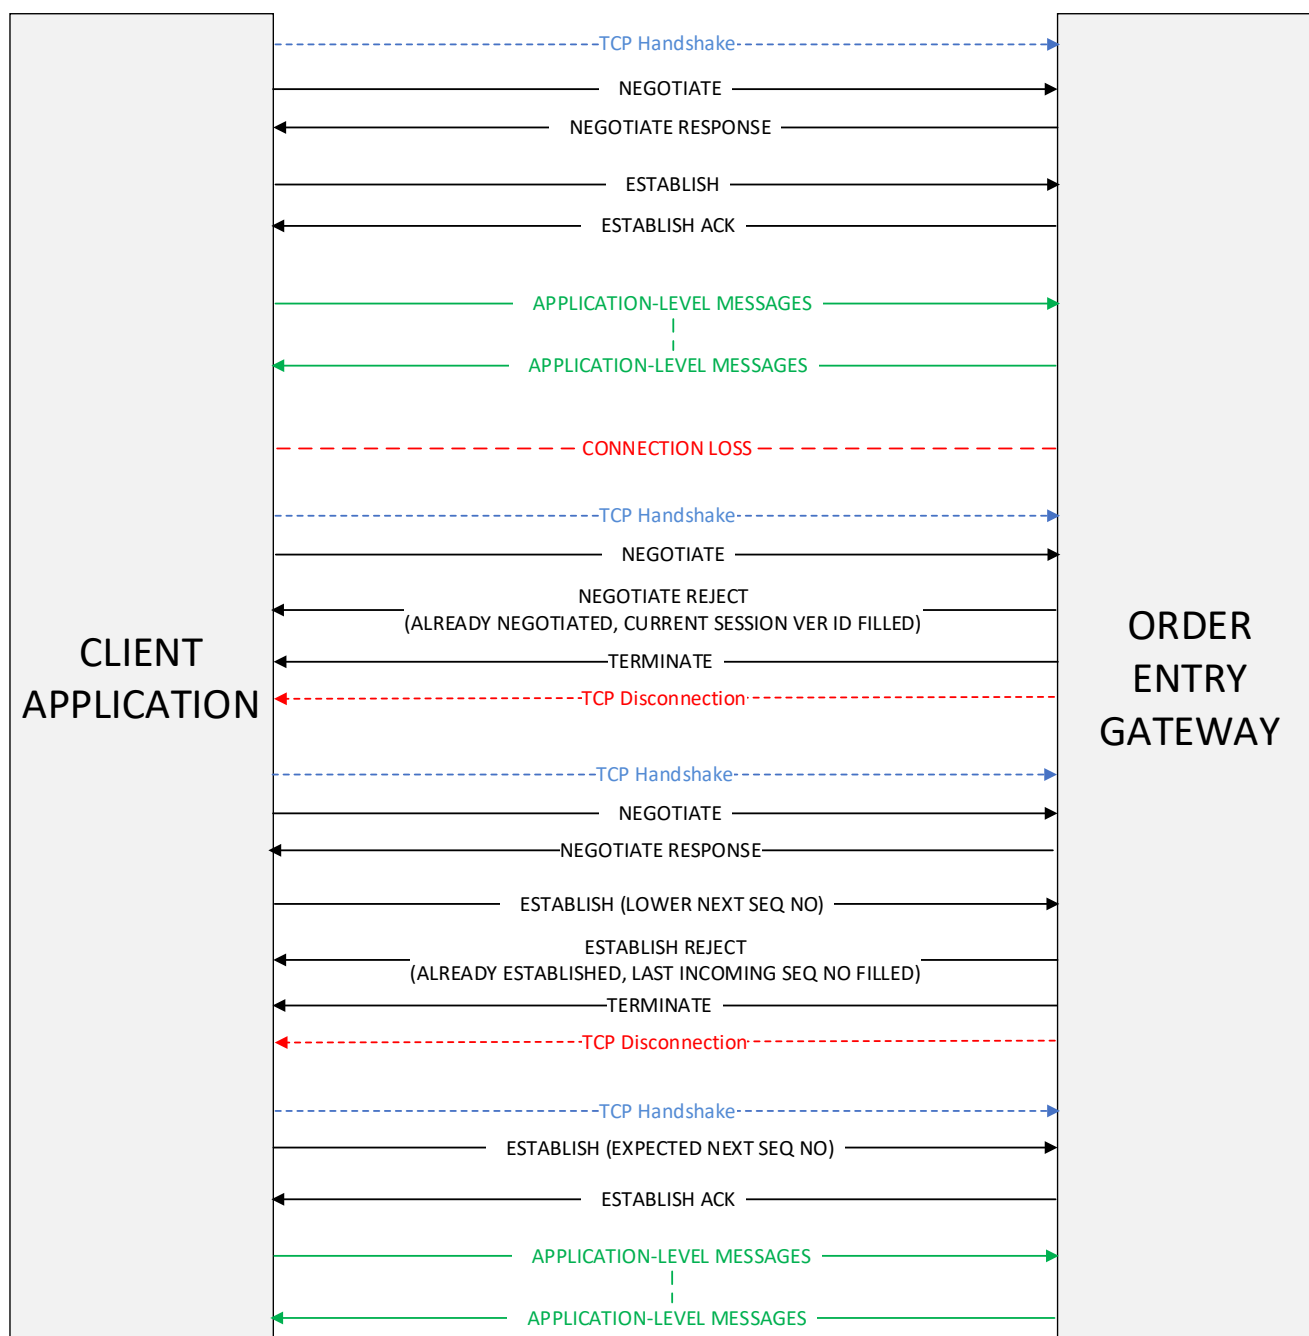 TCP Handshake
NEGOTIATE
NEGOTIATE RESPONSE
ESTABLISH
ESTABLISH ACK
APPLICATION-LEVEL MESSAGES
APPLICATION-LEVEL MESSAGES
CONNECTION LOSS
TCP Handshake
NEGOTIATE
NEGOTIATE REJECT
(ALREADY NEGOTIATED, CURRENT SESSION VER ID FILLED)
TERMINATE
TCP Disconnection
CLIENT
APPLICATION
ORDER
ENTRY
GATEWAY
TCP Handshake
NEGOTIATE
NEGOTIATE RESPONSE
ESTABLISH (LOWER NEXT SEQ NO)
ESTABLISH REJECT
(ALREADY ESTABLISHED, LAST INCOMING SEQ NO FILLED)
TERMINATE
TCP Disconnection
TCP Handshake
ESTABLISH (EXPECTED NEXT SEQ NO)
ESTABLISH ACK
APPLICATION-LEVEL MESSAGES
APPLICATION-LEVEL MESSAGES